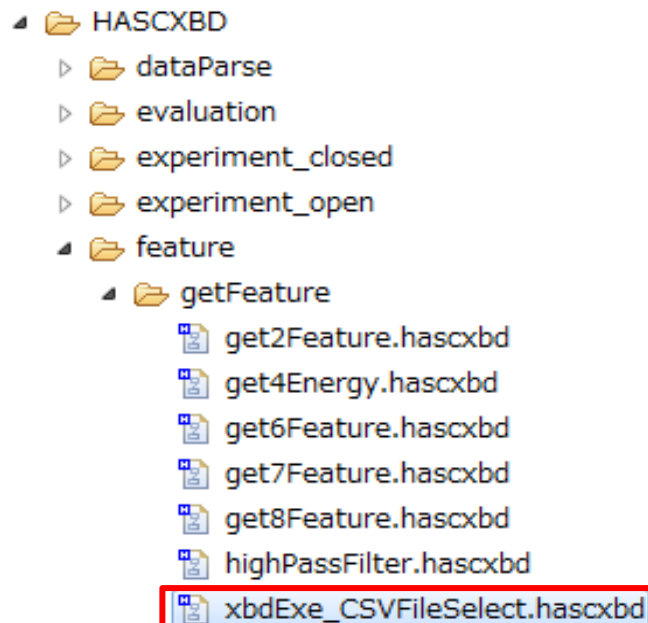 HASCXBD
dataParse
evaluation
experiment_closed
experiment_open
feature
getFeature
get2Feature.hascxbd
get4Energy.hascxbd
get6Feature.hascxbd
get7Feature.hascxbd
get8Feature.hascxbd
highPassFilter.hascxbd
xbdExe_CSVFileSelect.hascxbd